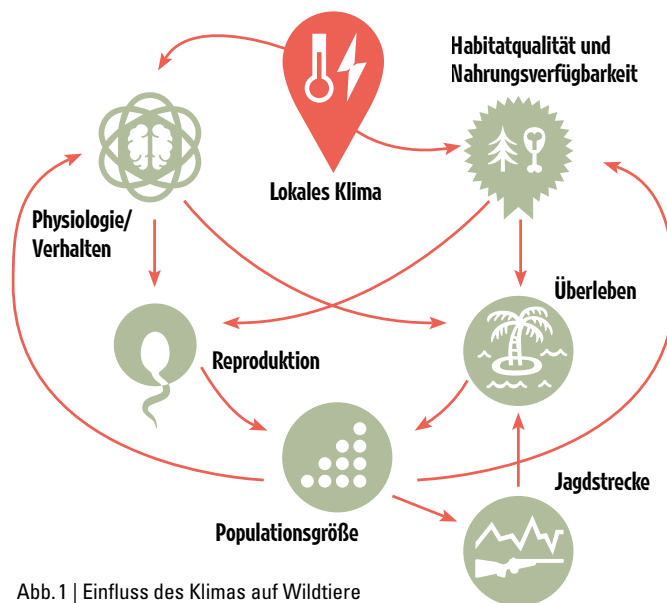 Habitatqualität und
Nahrungsverfügbarkeit
Lokales Klima
Physiologie/
Verhalten
Überleben
Reproduktion
Jagdstrecke
Populationsgröße
Abb.1 | Einfluss des Klimas auf Wildtiere